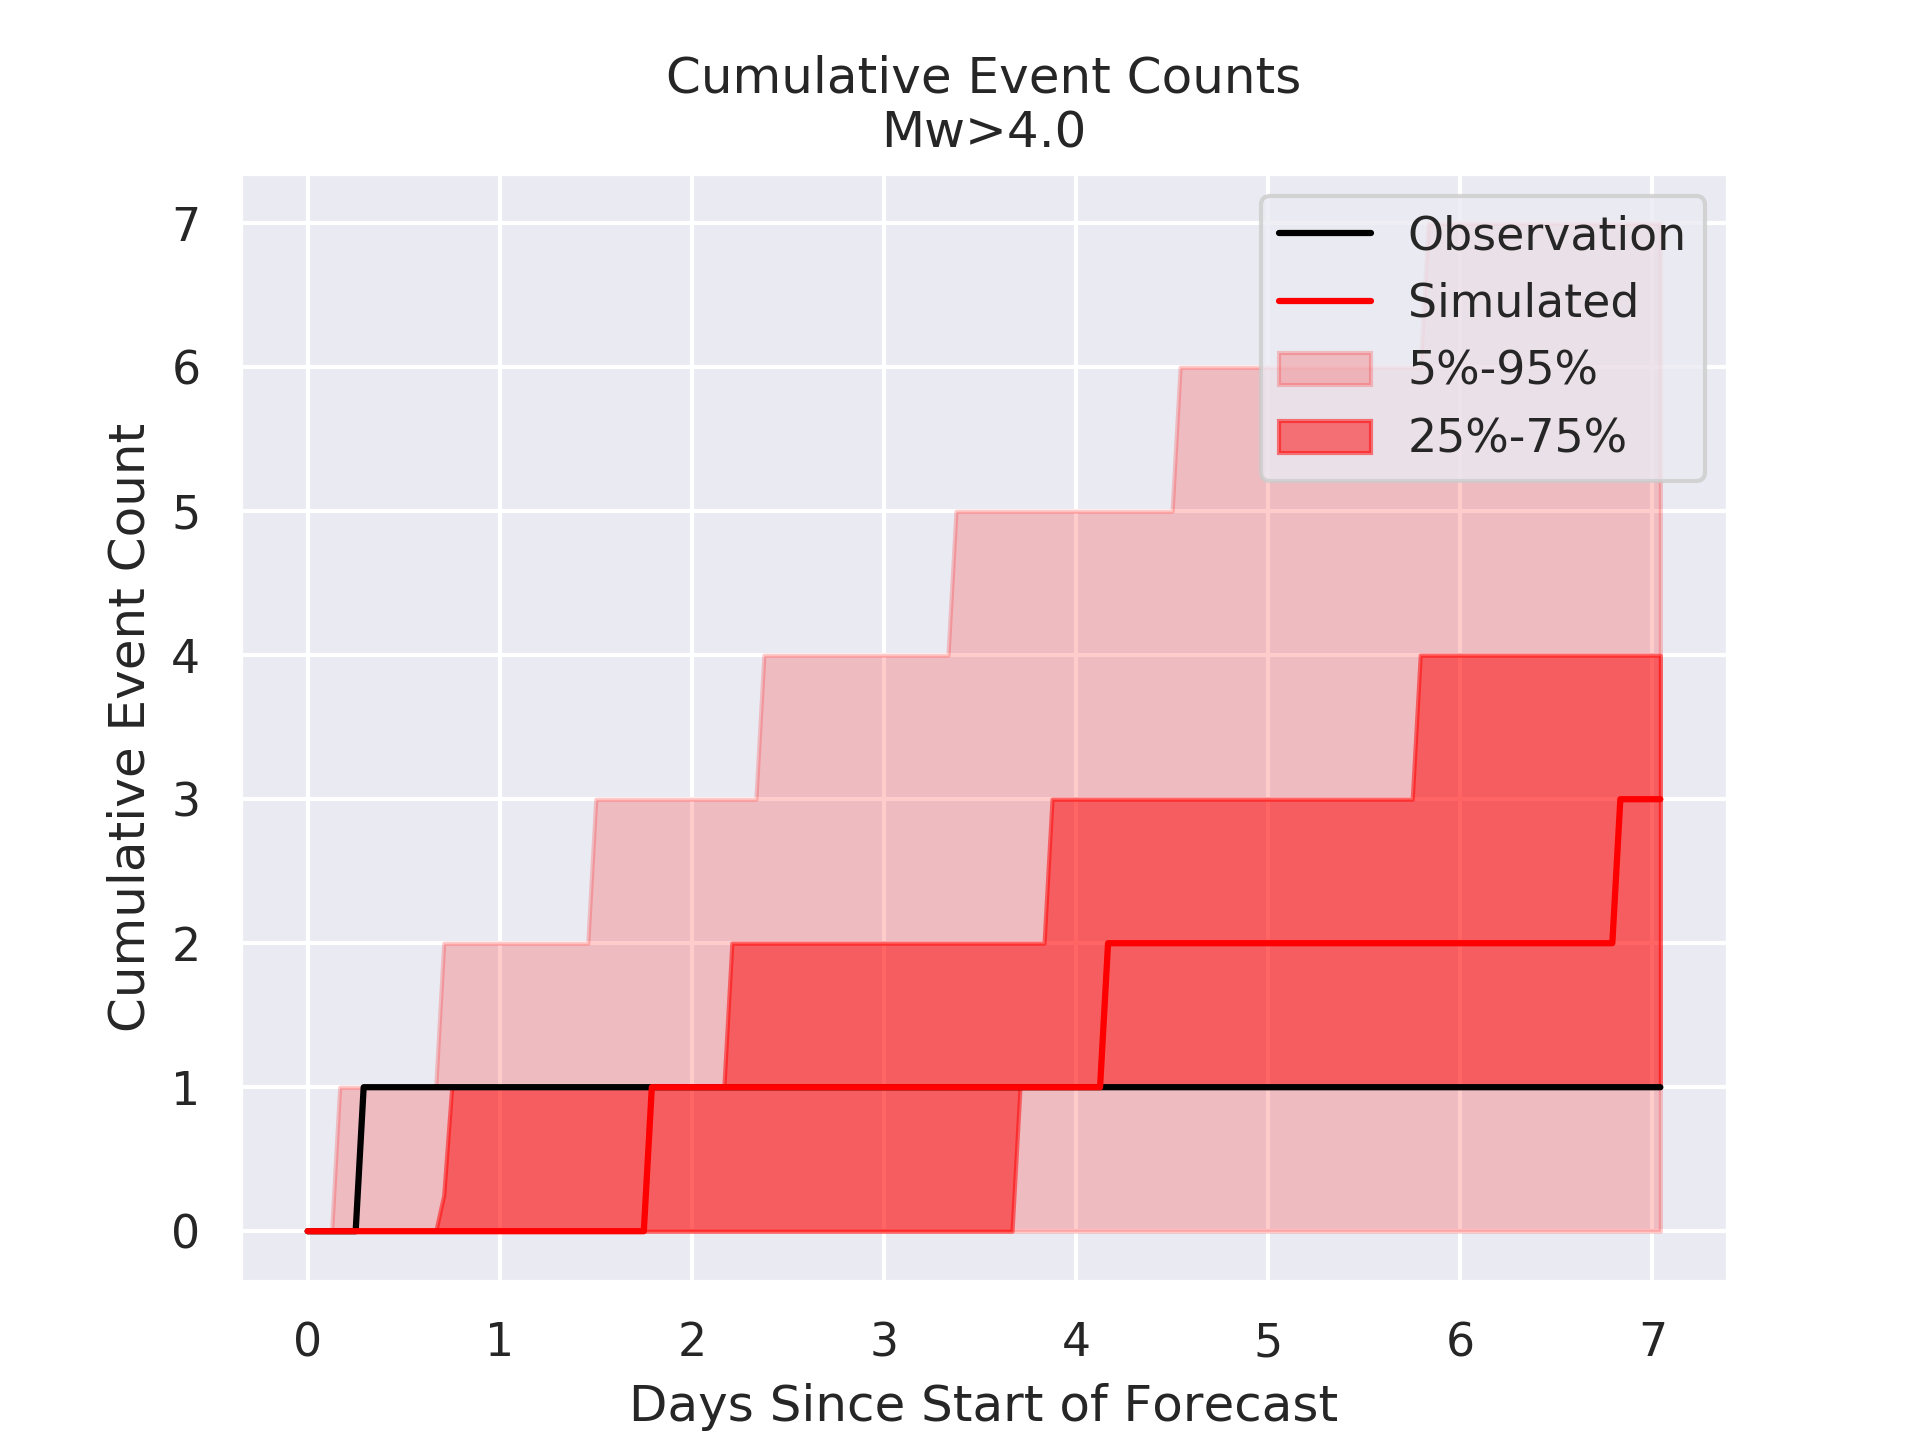 Cumulative Event Counts
Mw>4.0
Cumulative Event Count
7
6
5
4
3
2
1
0
Observation
Simulated
5%-95%
25%-75%
0 1 2 3 4 5 6 7
Days Since Start of Forecast